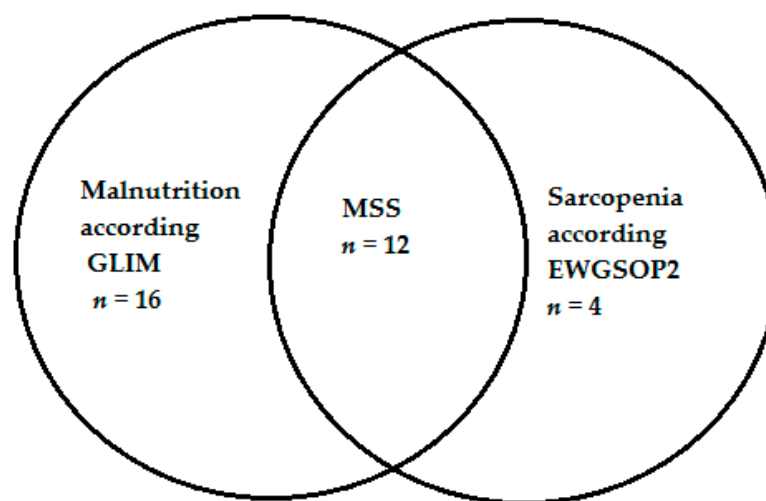 Malnutrition
according
GLIM
n = 16
MSS
n = 12
Sarcopenia
according
EWGSOP2
n = 4